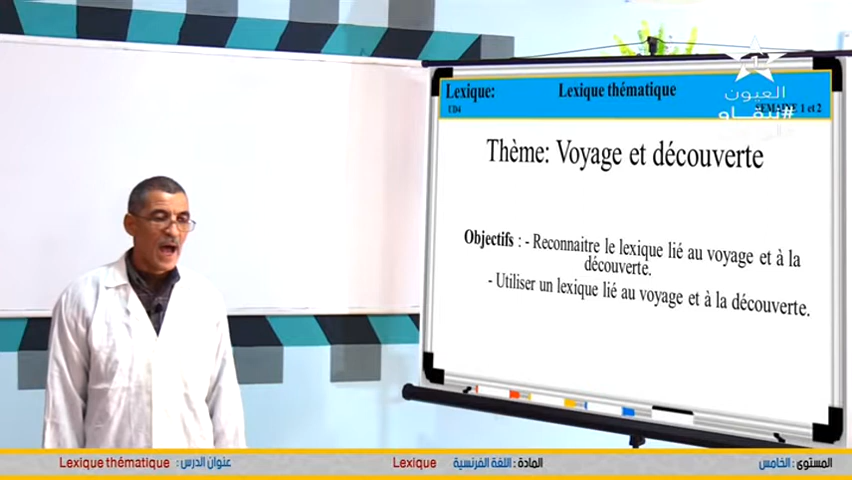 Lexique: Lexique thématique
UD4 SEMAINE 1 et 2
Thème: Voyage et découverte
Objectifs : - Reconnaitre le lexique lié au voyage et à la
découverte.
- Utiliser un lexique lié au voyage et à la découverte.
العيون
المستوى : الخامس
المادة : اللغة الفرنسية Lexique
عنوان الدرس : Lexique thématique